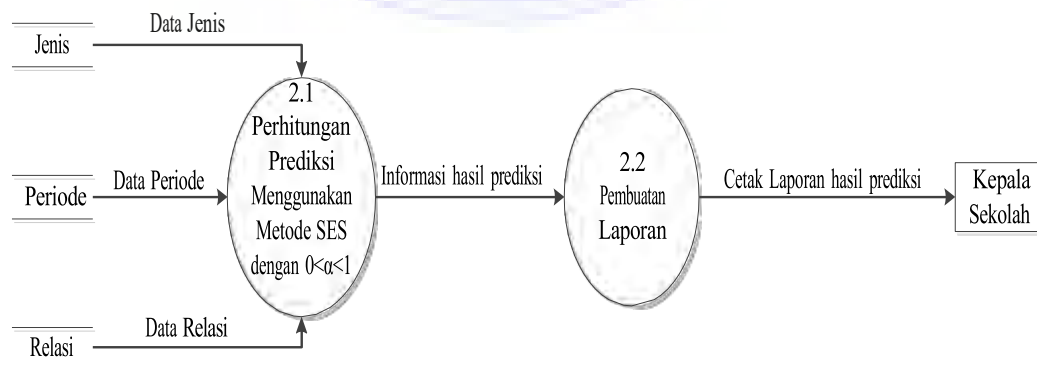 Data Jenis
Jenis
2.1
Perhitungan
Prediksi
Menggunakan
Metode SES
dengan 0<α<1
Data Periode
Periode
Informasi hasil prediksi
2.2
Pembuatan
Laporan
Cetak Laporan hasil prediksi
Kepala
Sekolah
Data Relasi
Relasi